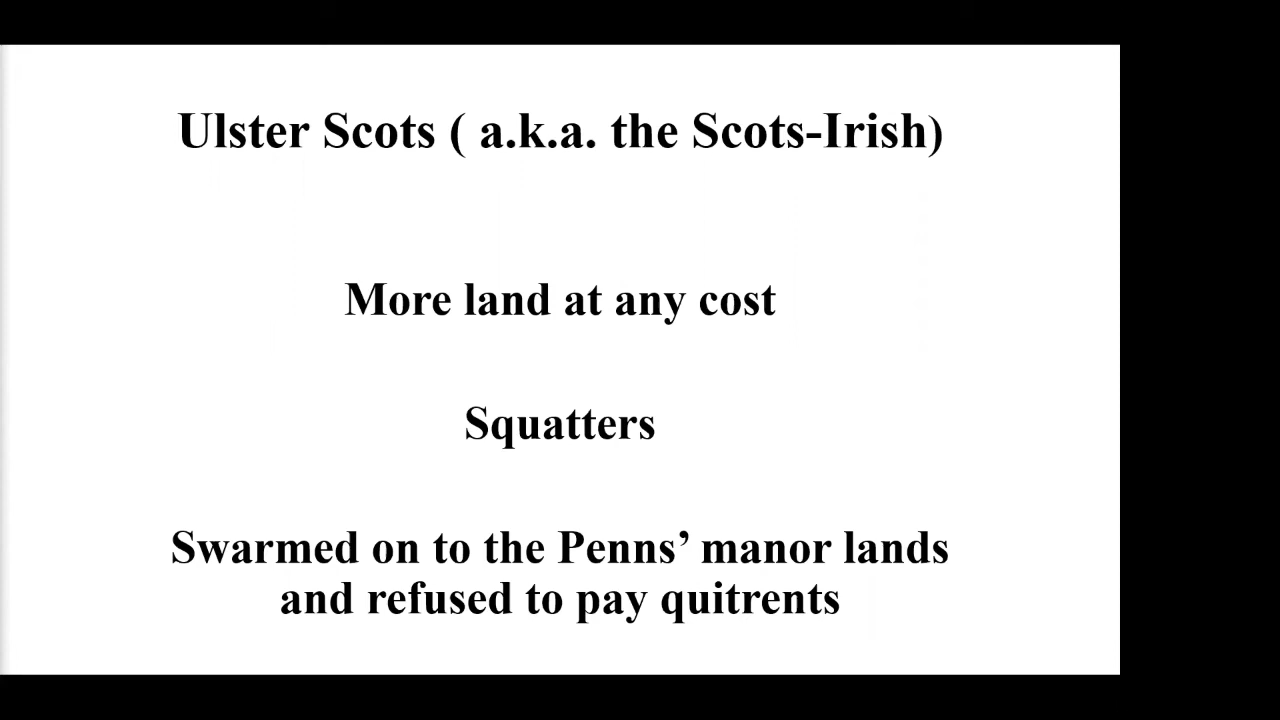 Ulster Scots ( a.k.a. the Scots-Irish)
More land at any cost
Squatters
Swarmed on to the Penns’ manor lands
and refused to pay quitrents